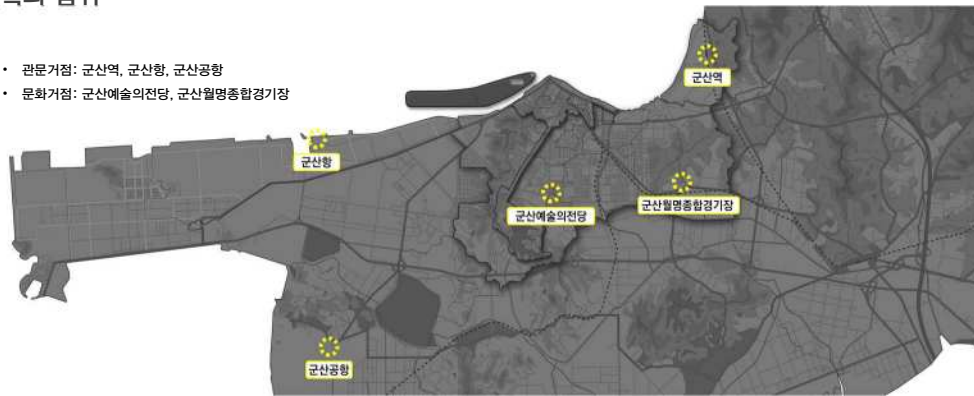 • 관문거점: 군산역, 군산항, 군산공항
• 문화거점: 군산예술의전당, 군산월명종합경기장
군산역
군산항
군산예술의전당
군산월명종합경기장
군산공항